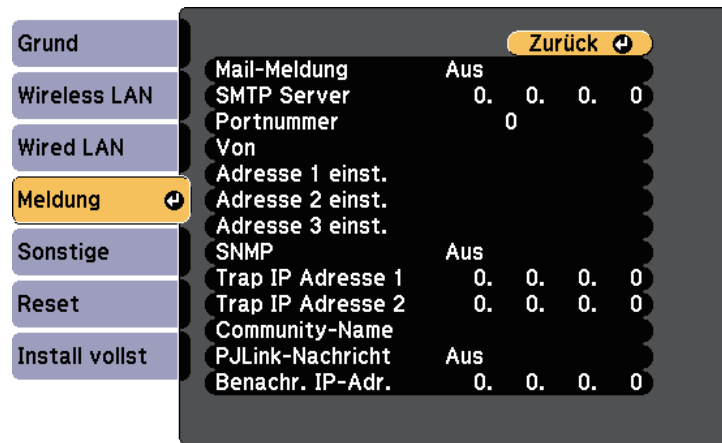 Grund
Wireless LAN
Wired LAN
Meldung
Sonstige
Reset
Install vollst
Zurück
Mail-Meldung Aus
SMTP Server 0. 0. 0. 0
Portnummer 0
Von
Adresse 1 einst.
Adresse 2 einst.
Adresse 3 einst.
SNMP Aus
Trap IP Adresse 1 0. 0. 0. 0
Trap IP Adresse 2 0. 0. 0. 0
Community-Name
PJLink-Nachricht Aus
Benachr. IP-Adr. 0. 0. 0. 0